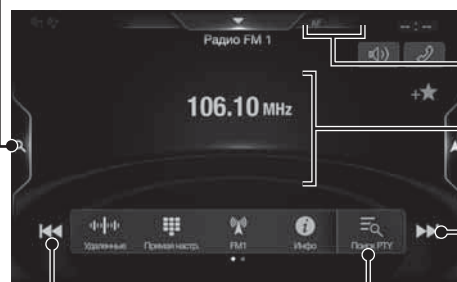 Радио FM 1
106.10 MHz
Удаленные
Прямая настр.
FM1
Инфо
Поиск PTY